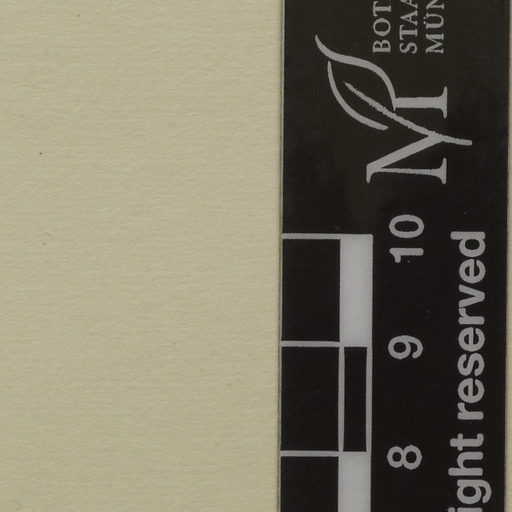 BOT
STAA
MÜN
M
10
9
8
ight reserved